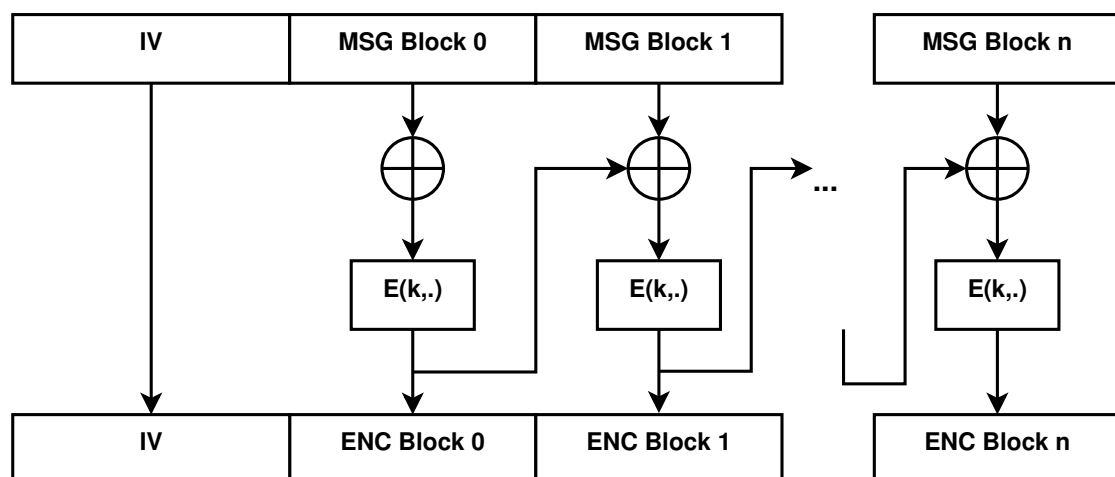 IV MSG Block 0 MSG Block 1 MSG Block n
...
E(k,.) E(k,.) E(k,.)
IV ENC Block 0 ENC Block 1 ENC Block n